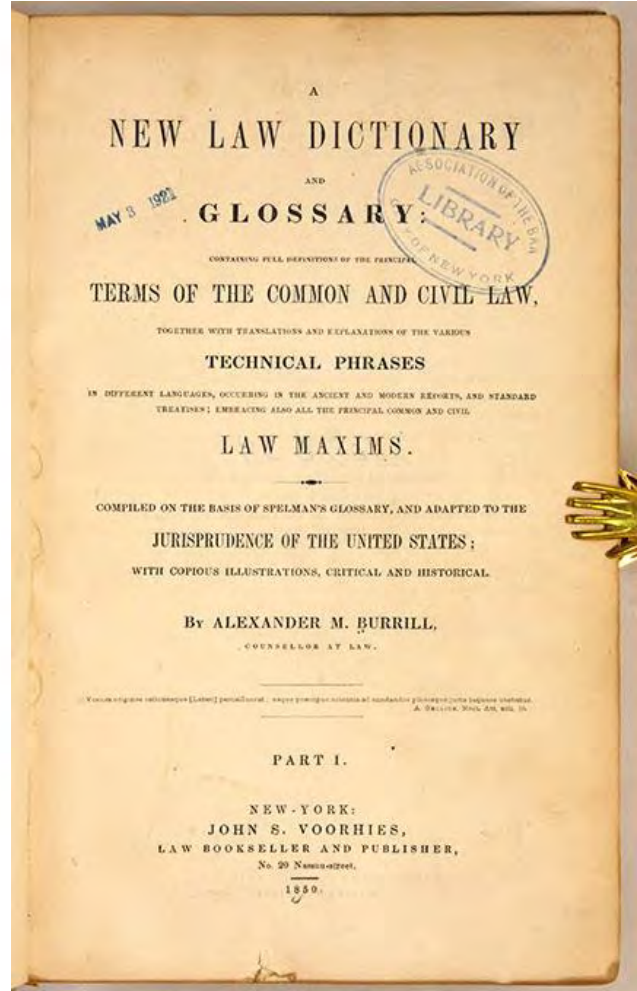 A
NEW LAW DICTIONARY
AND
GLOSSARY:
MAY 3 1922
ASSOCIATION OF THE BAR
LIBRARY
CITY OF NEW YORK
CONTAINING FULL DEFINITIONS OF THE PRINCIPAL
TERMS OF THE COMMON AND CIVIL LAW,
TOGETHER WITH TRANSLATIONS AND EXPLANATIONS OF THE VARIOUS
TECHNICAL PHRASES
IN DIFFERENT LANGUAGES, OCCURRING IN THE ANCIENT AND MODERN REPORTS, AND STANDARD
TREATISES; EMBRACING ALSO ALL THE PRINCIPAL COMMON AND CIVIL
LAW MAXIMS.
COMPILED ON THE BASIS OF SPELMAN'S GLOSSARY, AND ADAPTED TO THE
JURISPRUDENCE OF THE UNITED STATES;
WITH COPIOUS ILLUSTRATIONS, CRITICAL AND HISTORICAL.
BY ALEXANDER M. BURRILL,
COUNSELLOR AT LAW.
A. GELLIUS, Noct. Att.
PART I.
NEW-YORK:
JOHN S. VOORHIES,
LAW BOOKSELLER AND PUBLISHER,
No. 20 Nassau-street.
1850.